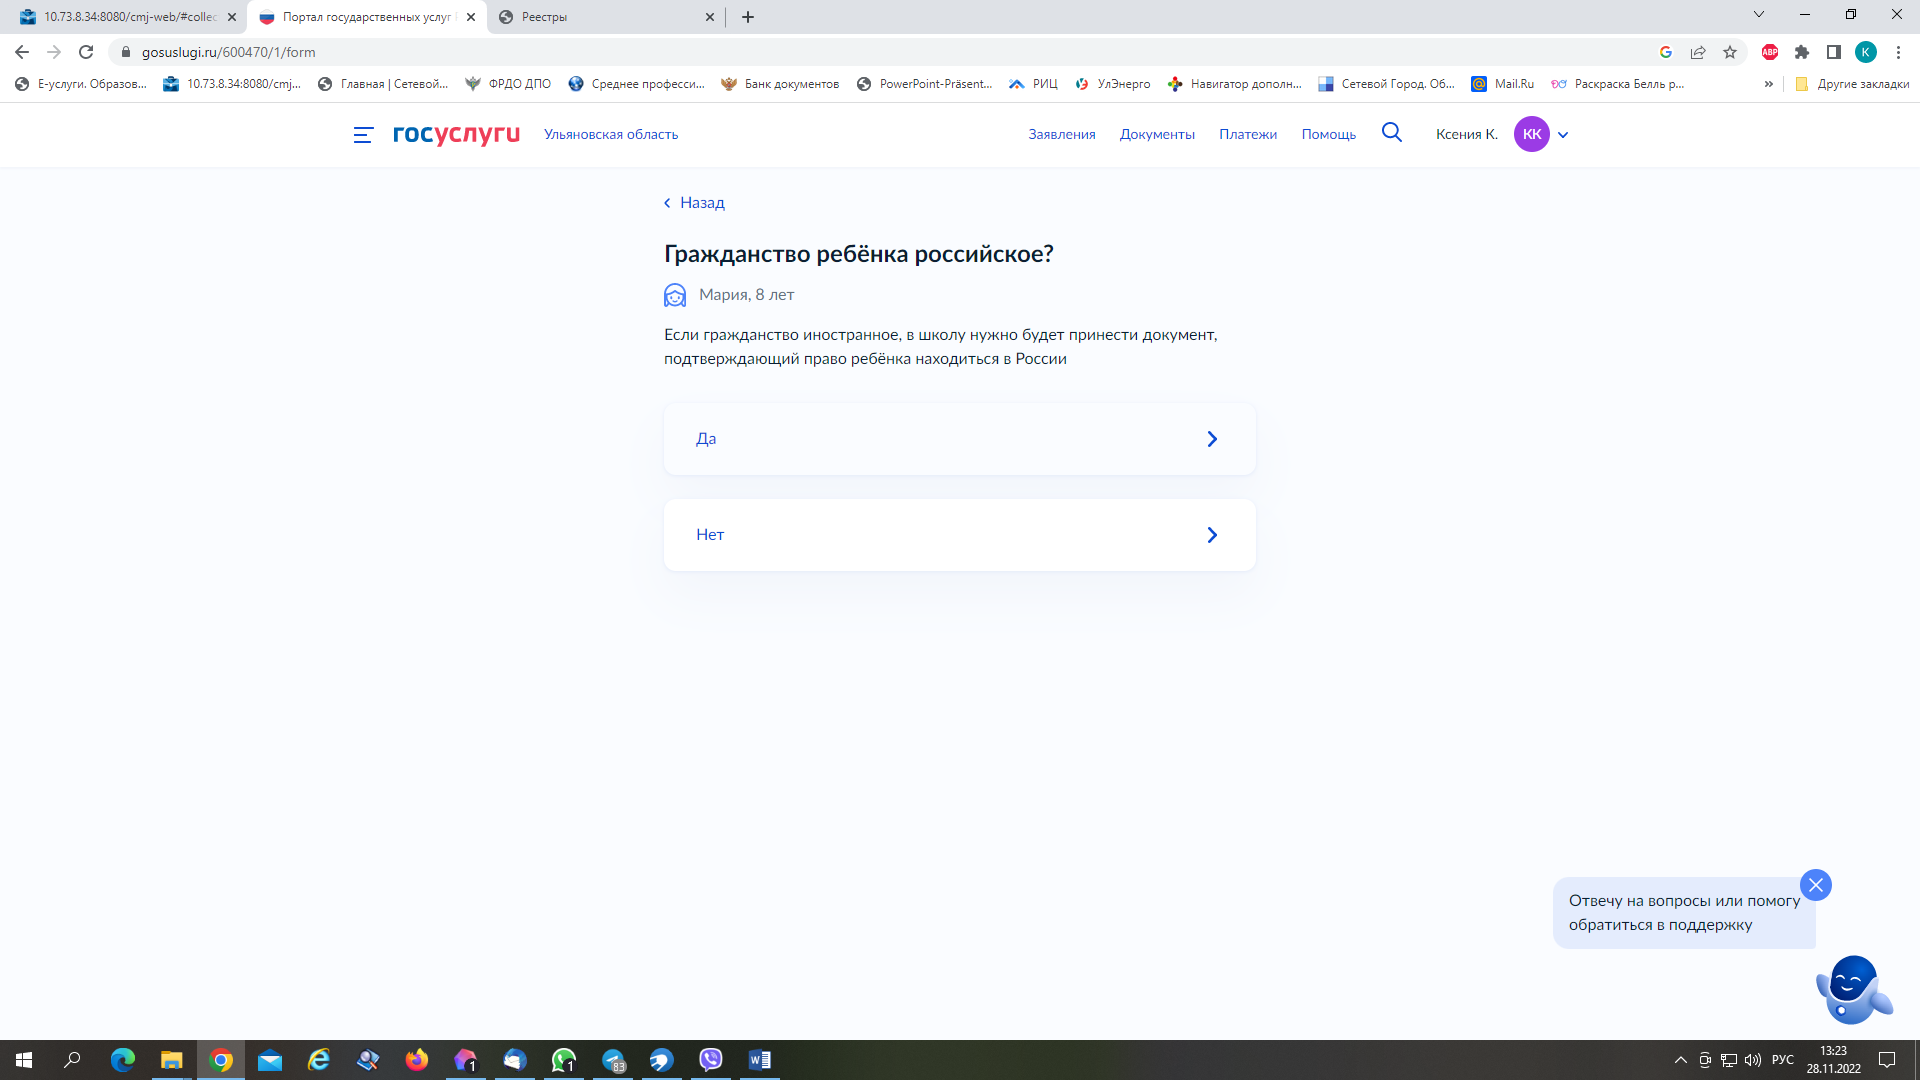 10.73.8.34:8080/cmj-web/#collec
Портал государственных услуг
Реестры
gosuslugi.ru/600470/1/form
ABP
K
Е-услуги. Образов...
10.73.8.34:8080/cmj...
Главная | Сетевой...
ФРДО ДПО
Среднее професси...
Банк документов
PowerPoint-Präsent...
РИЦ
УлЭнерго
Навигатор дополн...
Сетевой Город. Об...
Mail.Ru
Раскраска Белль р...
»
Другие закладки
госуслуги
Ульяновская область
Заявления
Документы
Платежи
Помощь
Ксения К.
КК
Назад
Гражданство ребёнка российское?
Мария, 8 лет
Если гражданство иностранное, в школу нужно будет принести документ,
подтверждающий право ребёнка находиться в России
Да
Нет
Отвечу на вопросы или помогу
обратиться в поддержку
1
1
83
РУС
13:23
28.11.2022